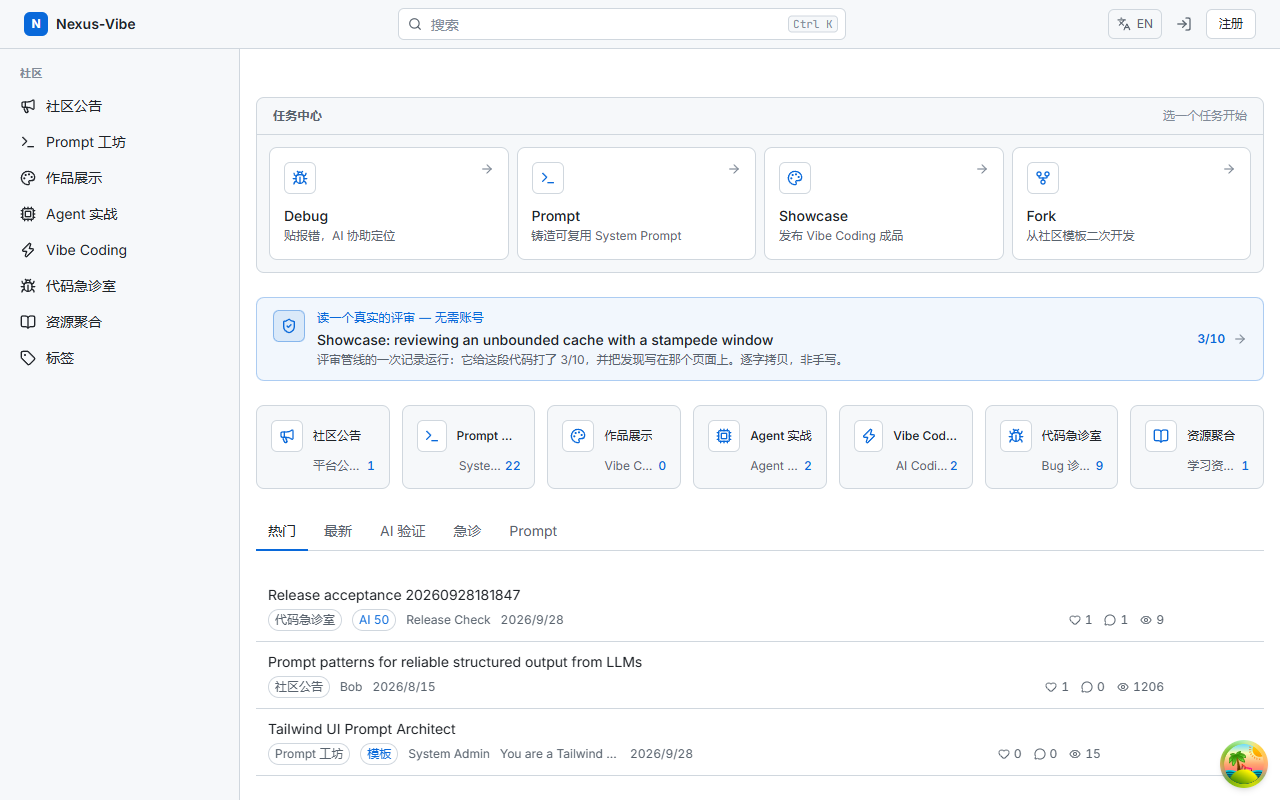 N Nexus-Vibe
搜索 Ctrl K
EN
注册
社区
社区公告
Prompt 工坊
作品展示
Agent 实战
Vibe Coding
代码急诊室
资源聚合
标签
任务中心
选一个任务开始
Debug
贴报错，AI 协助定位
Prompt
铸造可复用 System Prompt
Showcase
发布 Vibe Coding 成品
Fork
从社区模板二次开发
读一个真实的评审 — 无需账号
Showcase: reviewing an unbounded cache with a stampede window
评审管线的一次记录运行：它给这段代码打了 3/10，并把发现写在那个页面上。逐字拷贝，非手写。
3/10
社区公告
平台公... 1
Prompt ...
Syste... 22
作品展示
Vibe C... 0
Agent 实战
Agent ... 2
Vibe Cod...
AI Codi... 2
代码急诊室
Bug 诊... 9
资源聚合
学习资... 1
热门 最新 AI 验证 急诊 Prompt
Release acceptance 20260928181847
代码急诊室 AI 50 Release Check 2026/9/28 1 1 9
Prompt patterns for reliable structured output from LLMs
社区公告 Bob 2026/8/15 1 0 1206
Tailwind UI Prompt Architect
Prompt 工坊 模板 System Admin You are a Tailwind ... 2026/9/28 0 0 15